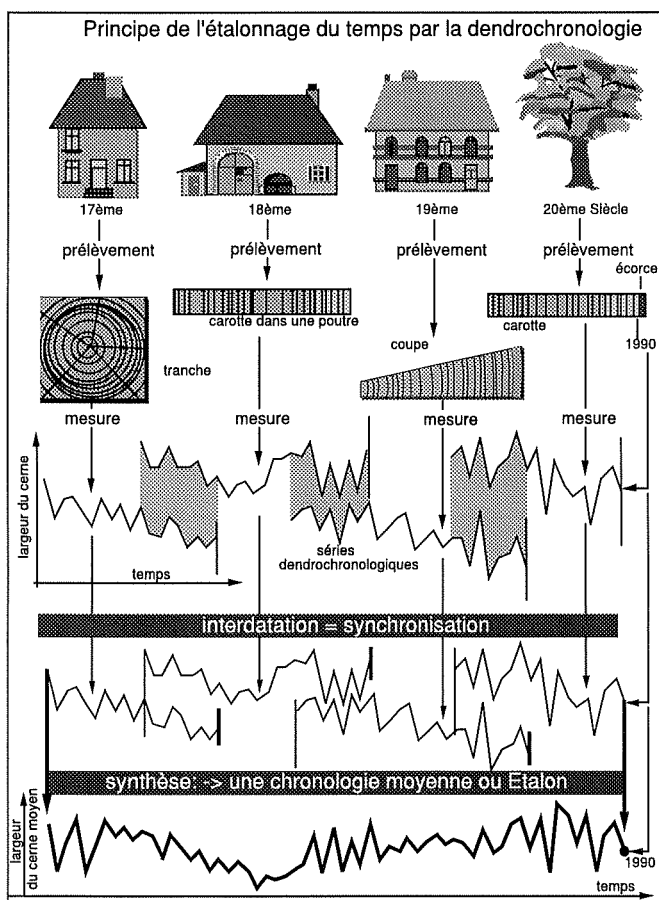 Principe de l'étalonnage du temps par la dendrochronologie
17ème
18ème
19ème
20ème Siècle
prélèvement
prélèvement
prélèvement
prélèvement
écorce
carotte dans une poutre
carotte
1990
coupe
tranche
mesure
mesure
mesure
mesure
largeur du cerne
séries
dendrochronologiques
temps
interdatation = synchronisation
synthèse: -> une chronologie moyenne ou Etalon
largeur
du cerne moyen
1990
temps